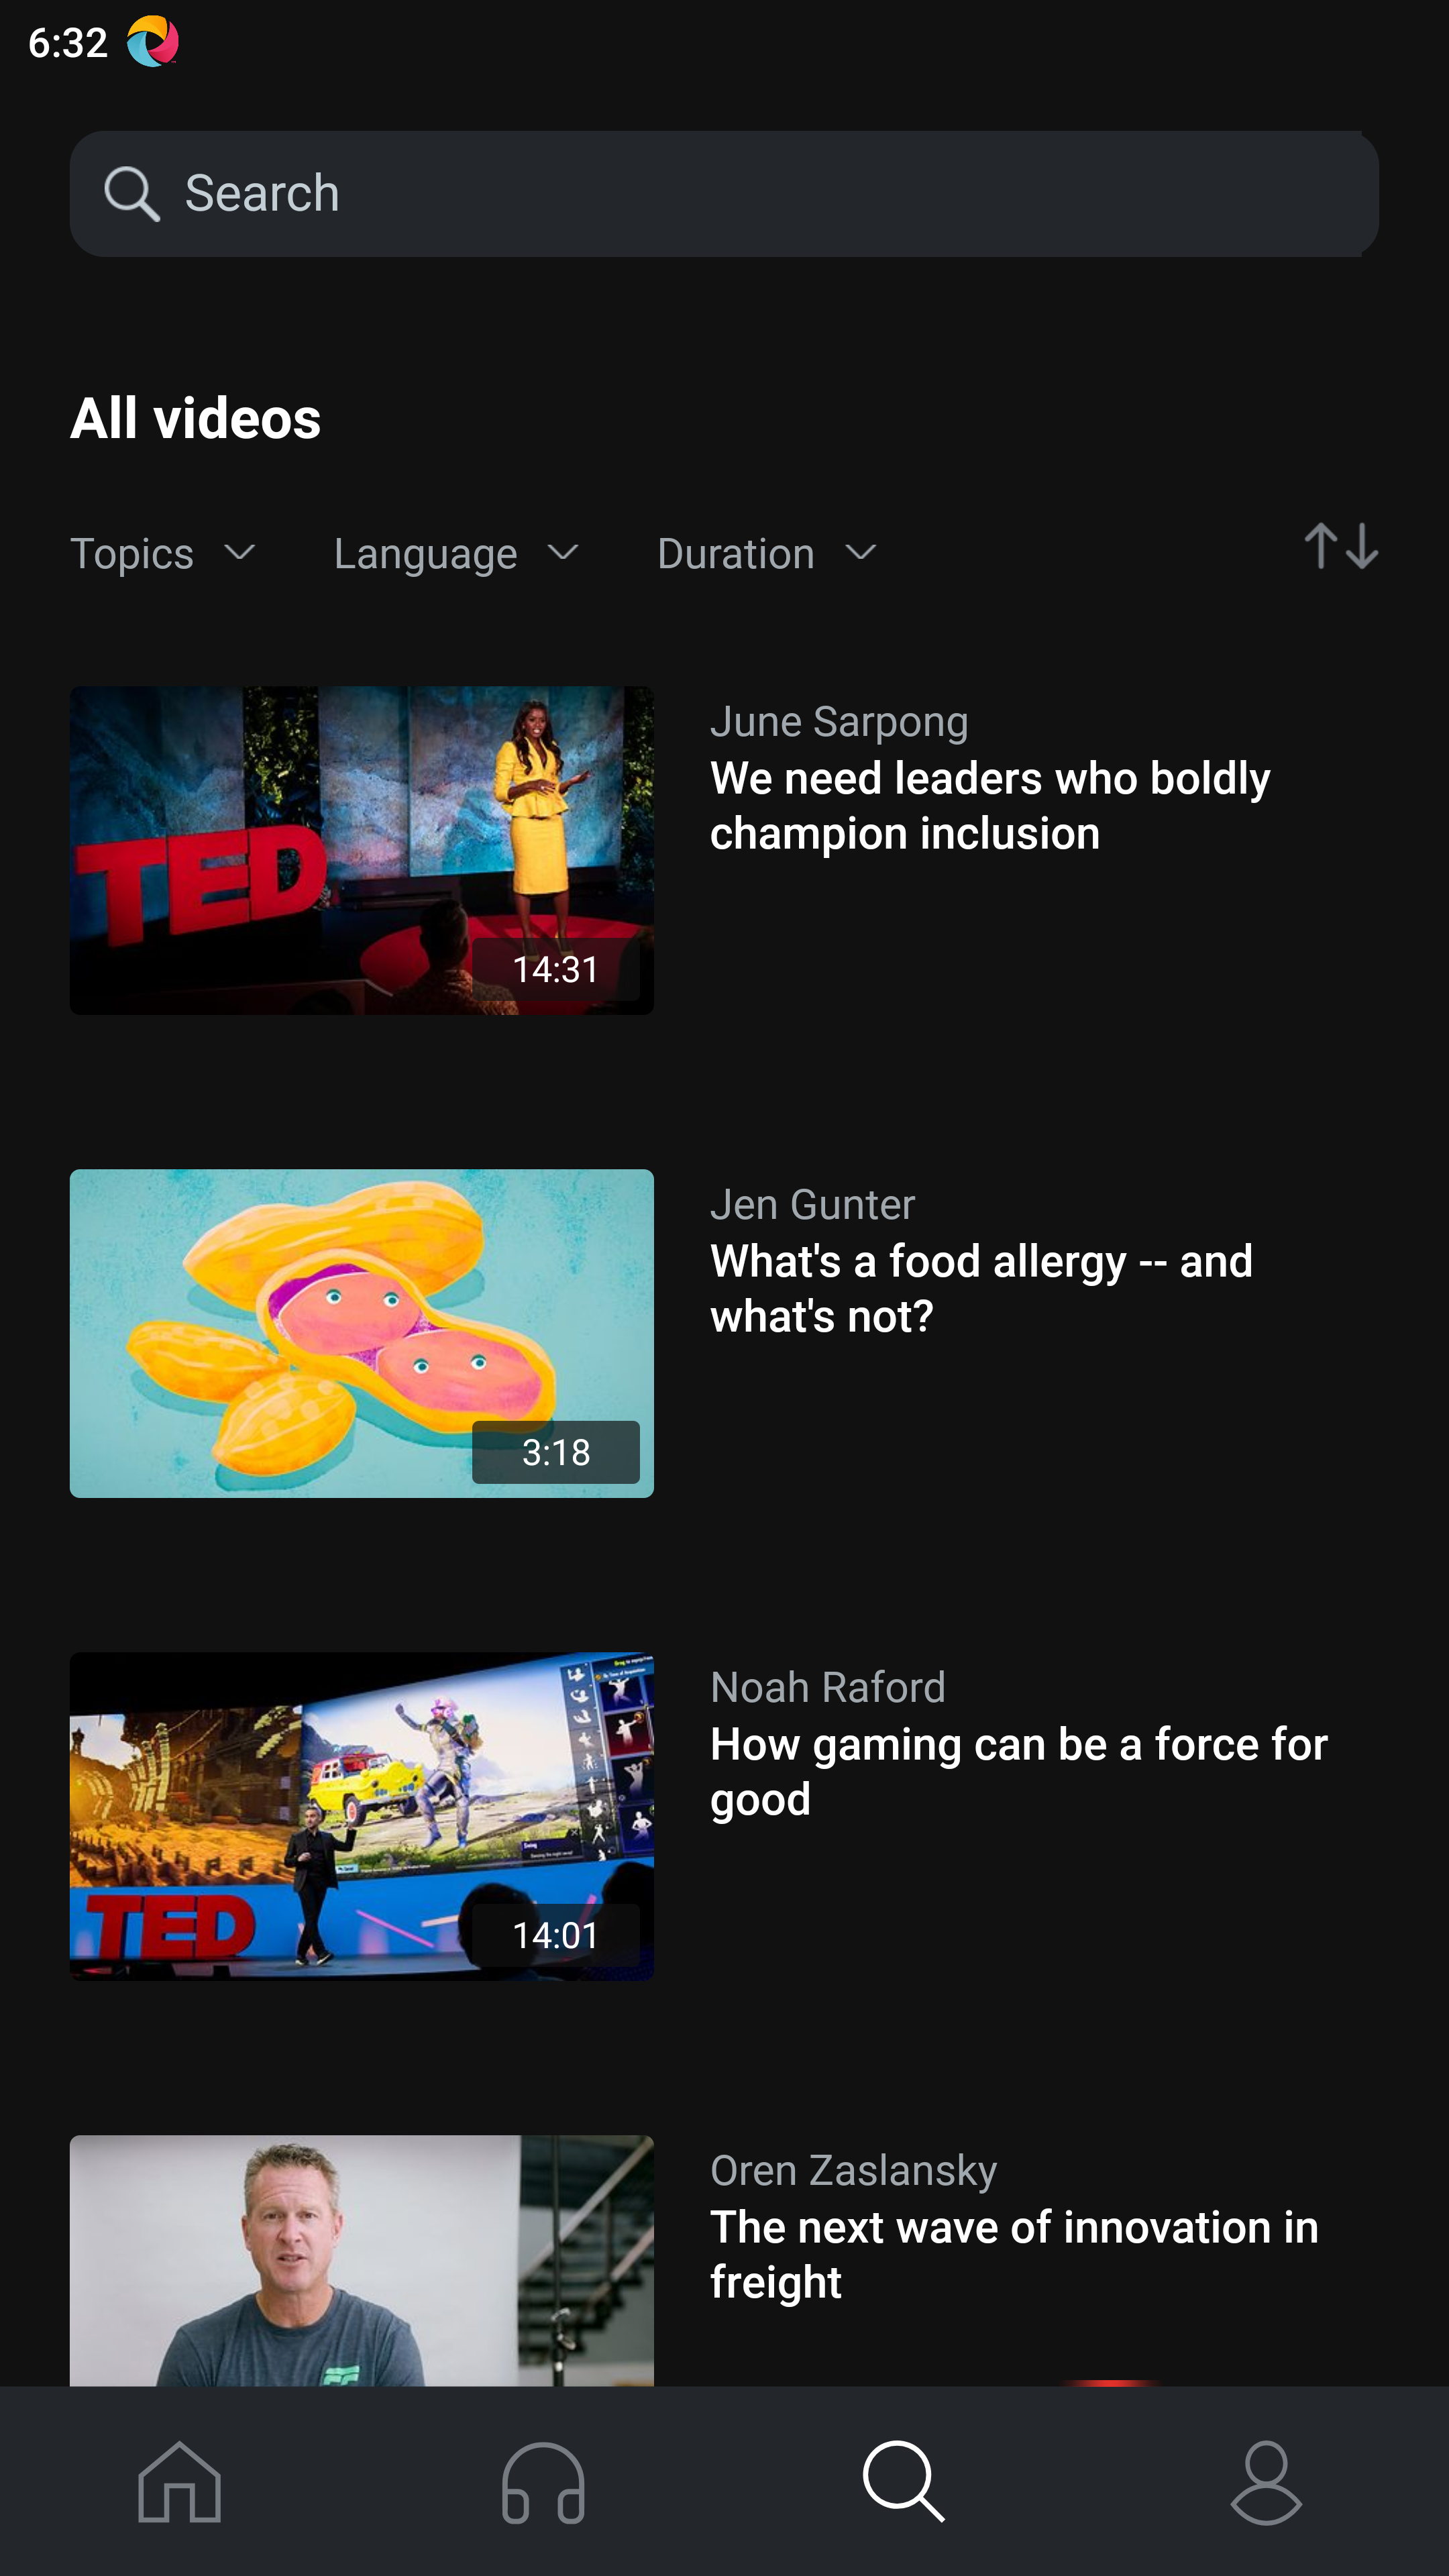 6:32
Search
All videos
Topics
Language
Duration
TED
14:31
June Sarpong
We need leaders who boldly
champion inclusion
3:18
Jen Gunter
What's a food allergy -- and
what's not?
TED
14:01
Noah Raford
How gaming can be a force for
good
Oren Zaslansky
The next wave of innovation in
freight